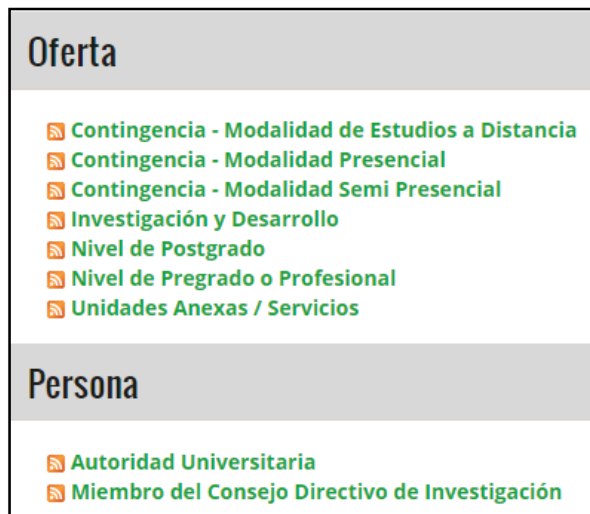 Oferta
Contingencia - Modalidad de Estudios a Distancia
Contingencia - Modalidad Presencial
Contingencia - Modalidad Semi Presencial
Investigación y Desarrollo
Nivel de Postgrado
Nivel de Pregrado o Profesional
Unidades Anexas / Servicios
Persona
Autoridad Universitaria
Miembro del Consejo Directivo de Investigación